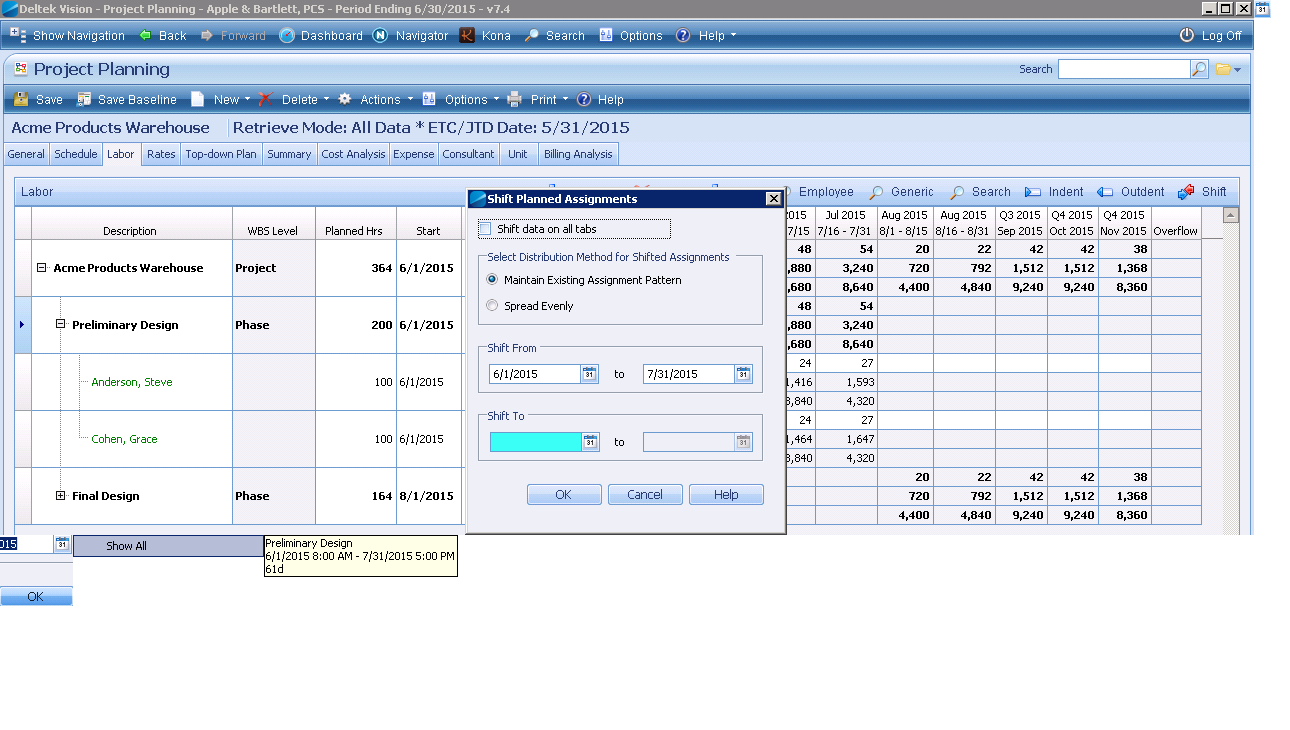 Deltek Vision - Project Planning - Apple & Bartlett, PCS - Period Ending 6/30/2015 - v7.4
Show Navigation Back Forward Dashboard Navigator Kona Search Options Help Log Off
Project Planning Search
Save Save Baseline New Delete Actions Options Print Help
Acme Products Warehouse Retrieve Mode: All Data * ETC/JTD Date: 5/31/2015
General Schedule Labor Rates Top-down Plan Summary Cost Analysis Expense Consultant Unit Billing Analysis
Labor Employee Generic Search Indent Outdent Shift
Description WBS Level Planned Hrs Start
2015 Jul 2015 Aug 2015 Aug 2015 Q3 2015 Q4 2015 Q4 2015
7/15 7/16 - 7/31 8/1 - 8/15 8/16 - 8/31 Sep 2015 Oct 2015 Nov 2015 Overflow
48 54 20 22 42 42 38
Acme Products Warehouse Project 364 6/1/2015 ,880 3,240 720 792 1,512 1,512 1,368
,680 8,640 4,400 4,840 9,240 9,240 8,360
48 54
Preliminary Design Phase 200 6/1/2015 ,880 3,240
,680 8,640
24 27
Anderson, Steve 100 6/1/2015 1,416 1,593
3,840 4,320
24 27
Cohen, Grace 100 6/1/2015 1,464 1,647
3,840 4,320
20 22 42 42 38
Final Design Phase 164 8/1/2015 720 792 1,512 1,512 1,368
4,400 4,840 9,240 9,240 8,360
Shift Planned Assignments
Shift data on all tabs
Select Distribution Method for Shifted Assignments
Maintain Existing Assignment Pattern
Spread Evenly
Shift From
6/1/2015 to 7/31/2015
Shift To
to
OK Cancel Help
015 Show All
Preliminary Design
6/1/2015 8:00 AM - 7/31/2015 5:00 PM
61d
OK